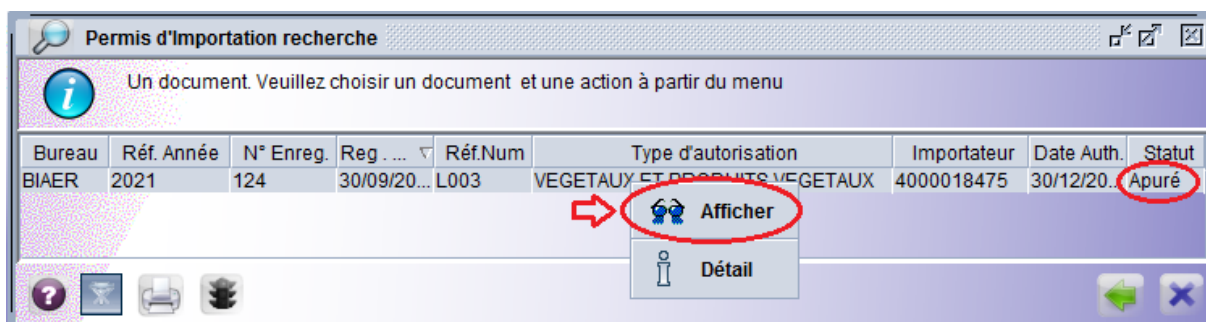 Permis d'Importation recherche
Un document. Veuillez choisir un document et une action à partir du menu
Bureau Réf. Année N° Enreg. Reg . ... Réf.Num Type d'autorisation Importateur Date Auth. Statut
BIAER 2021 124 30/09/20... L003 VEGETAUX ET PRODUITS VEGETAUX 4000018475 30/12/20... Apuré
Afficher
Détail